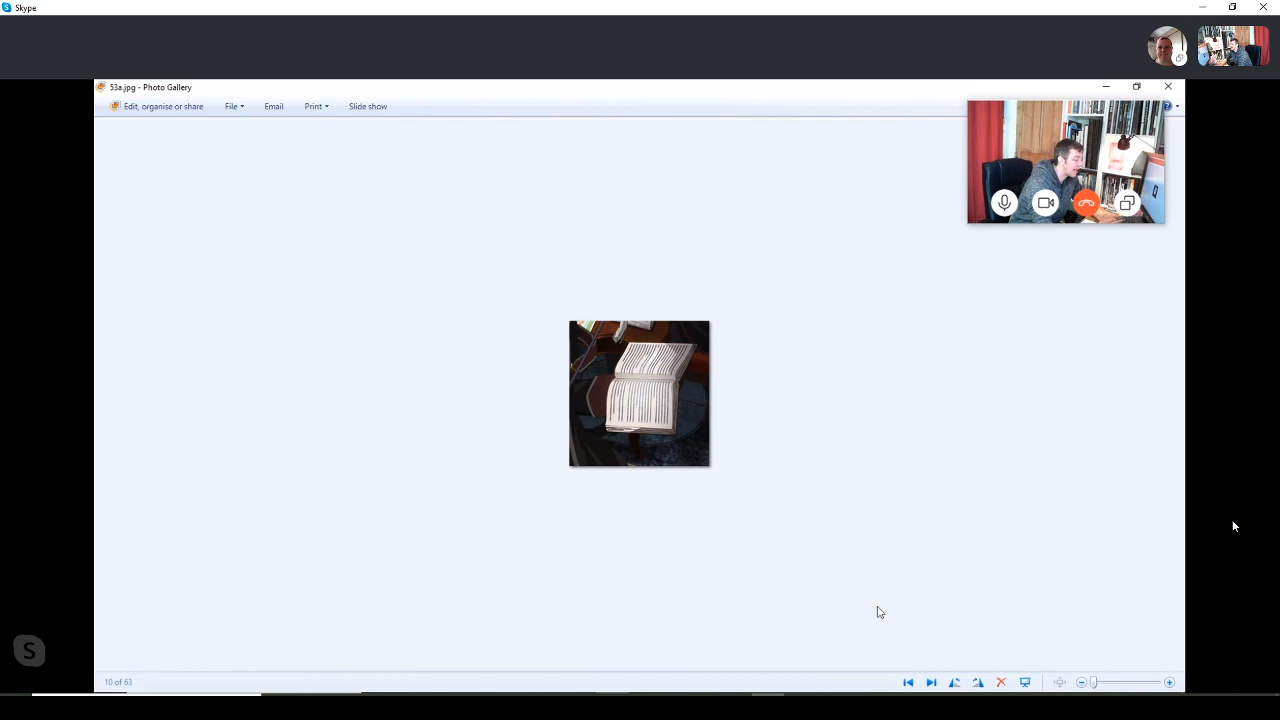 Skype
53a.jpg - Photo Gallery
Edit, organise or share
File
Email
Print
Slide show
?
S
10 of 63